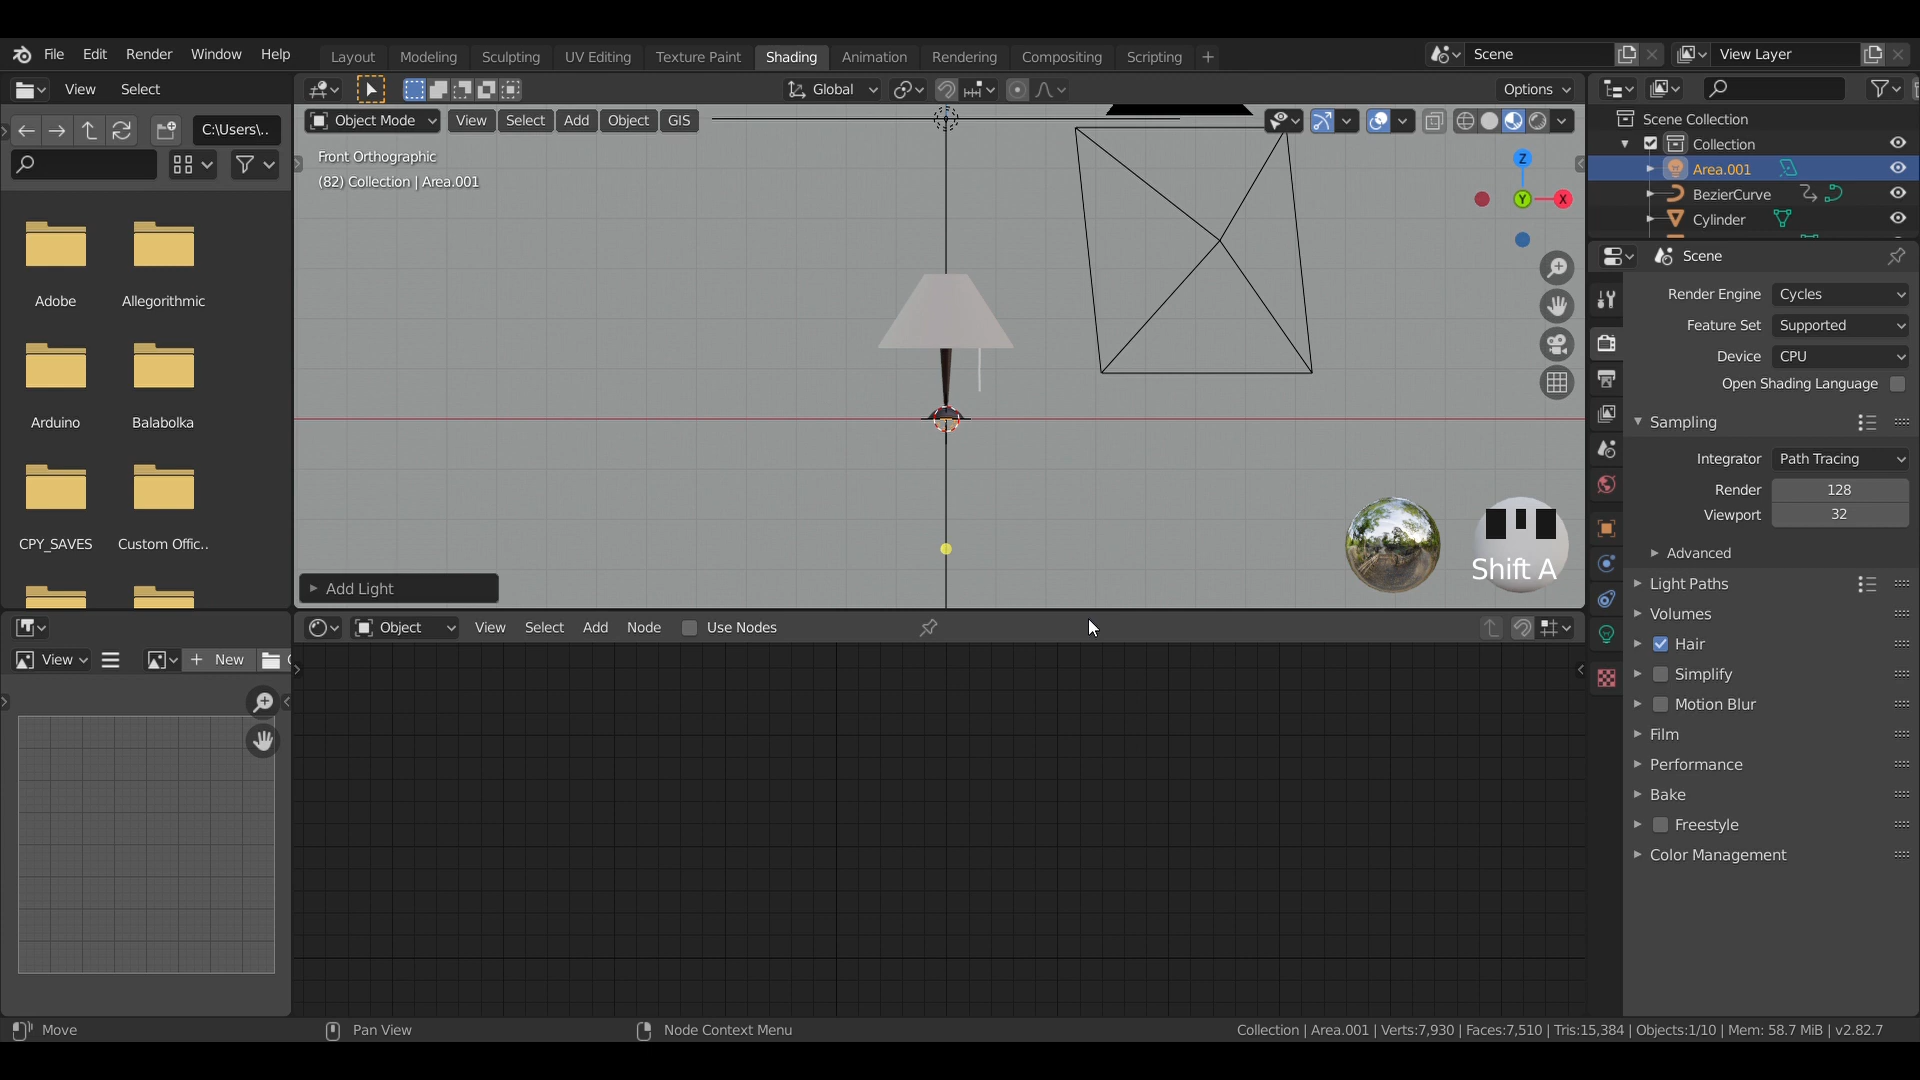 File Edit Render Window Help
Layout Modeling Sculpting UV Editing Texture Paint Shading Animation Rendering Compositing Scripting +
Scene
View Layer
View Select
Global
Options
C:\Users\..
Object Mode View Select Add Object GIS
Front Orthographic
(82) Collection | Area.001
Z
Y
X
Adobe Allegorithmic
Arduino Balabolka
CPY_SAVES Custom Offic..
Add Light
Shift A
Scene Collection
Collection
Area.001
BezierCurve
Cylinder
Scene
Render Engine Cycles
Feature Set Supported
Device CPU
Open Shading Language
Sampling
Integrator Path Tracing
Render 128
Viewport 32
Advanced
Light Paths
Volumes
Hair
Simplify
Motion Blur
Film
Performance
Bake
Freestyle
Color Management
View + New
Object View Select Add Node Use Nodes
Move Pan View Node Context Menu
Collection | Area.001 | Verts:7,930 | Faces:7,510 | Tris:15,384 | Objects:1/10 | Mem: 58.7 MiB | v2.82.7